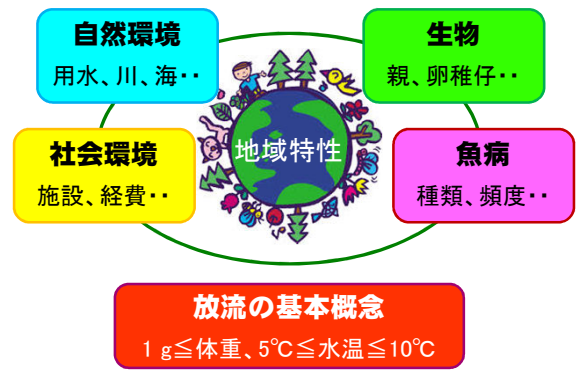 自然環境
用水、川、海・・
生物
親、卵稚仔・・
地域特性
社会環境
施設、経費・・
魚病
種類、頻度・・
放流の基本概念
1 g≦体重、5℃≦水温≦10℃